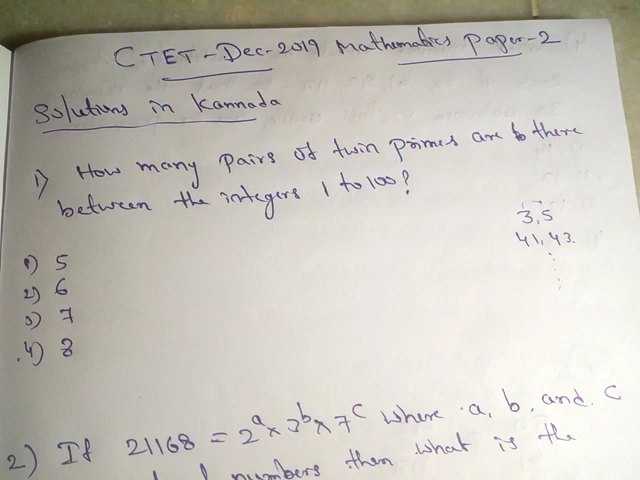 CTET-Dec-2019 Mathematics paper-2
Solutions in Kannada
1) How many pairs of twin primes are there
between the integers 1 to 100?
3,5
41,43.
1) 5
2) 6
3) 7
4) 8
2) If 21168 = 2^a x 3^b x 7^c where a, b, and c
numbers then what is the